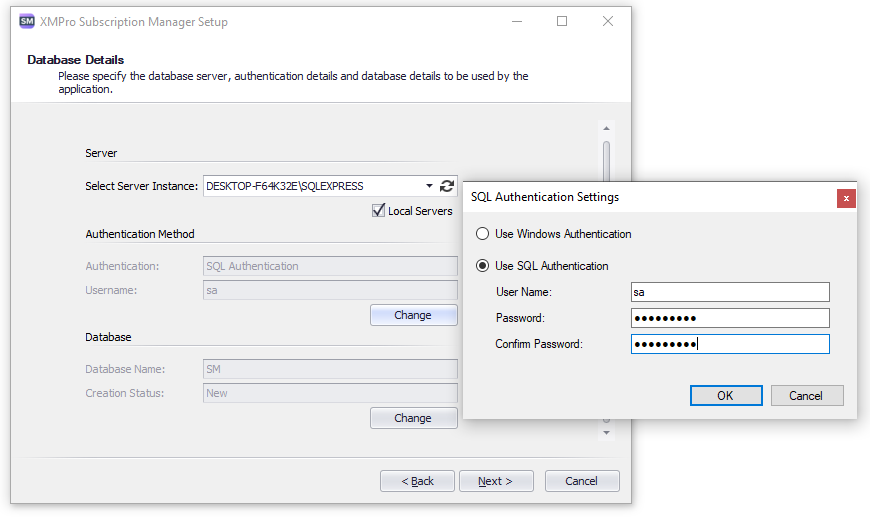 SM XMPro Subscription Manager Setup
Database Details
Please specify the database server, authentication details and database details to be used by the
application.
Server
Select Server Instance: DESKTOP-F64K32E\SQLEXPRESS
Local Servers
Authentication Method
Authentication: SQL Authentication
Username: sa
Change
Database
Database Name: SM
Creation Status: New
Change
< Back Next > Cancel
SQL Authentication Settings x
Use Windows Authentication
Use SQL Authentication
User Name: sa
Password: ●●●●●●●●●
Confirm Password: ●●●●●●●●●
OK Cancel